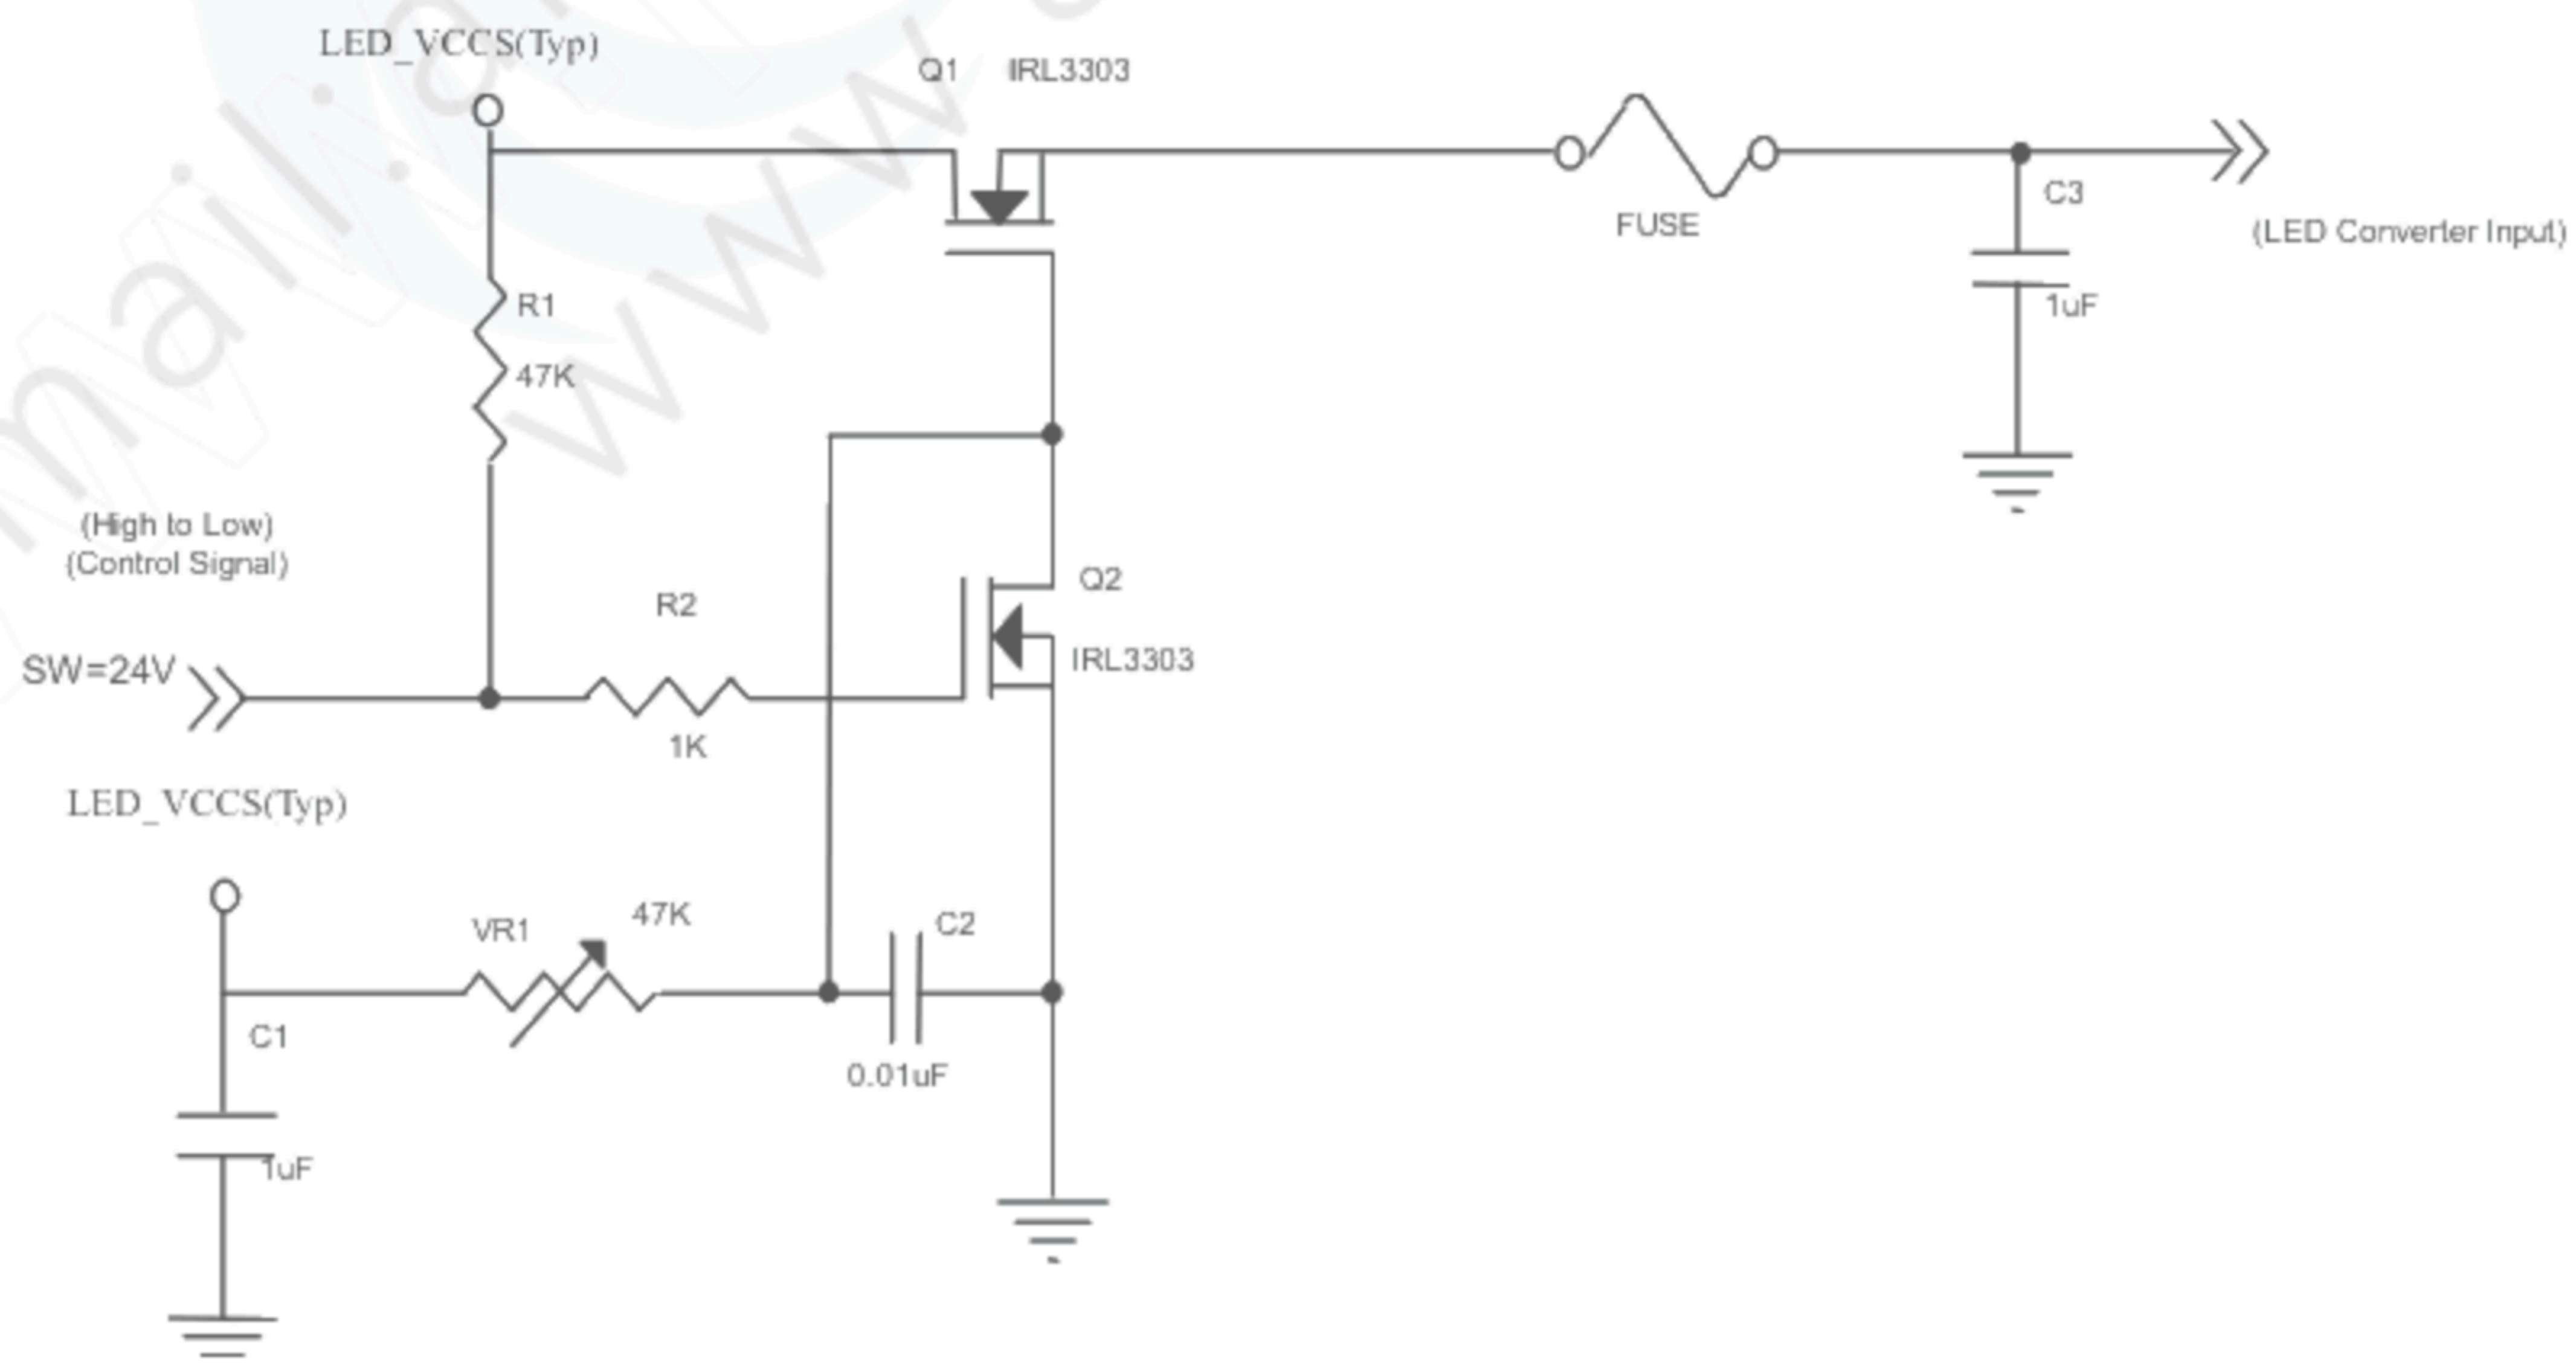 LED_VCCS(Typ)
Q1 IRL3303
FUSE
C3
1uF
(LED Converter Input)
R1
47K
(High to Low)
(Control Signal)
SW=24V
R2
1K
Q2
IRL3303
LED_VCCS(Typ)
VR1
47K
C2
0.01uF
C1
1uF
www